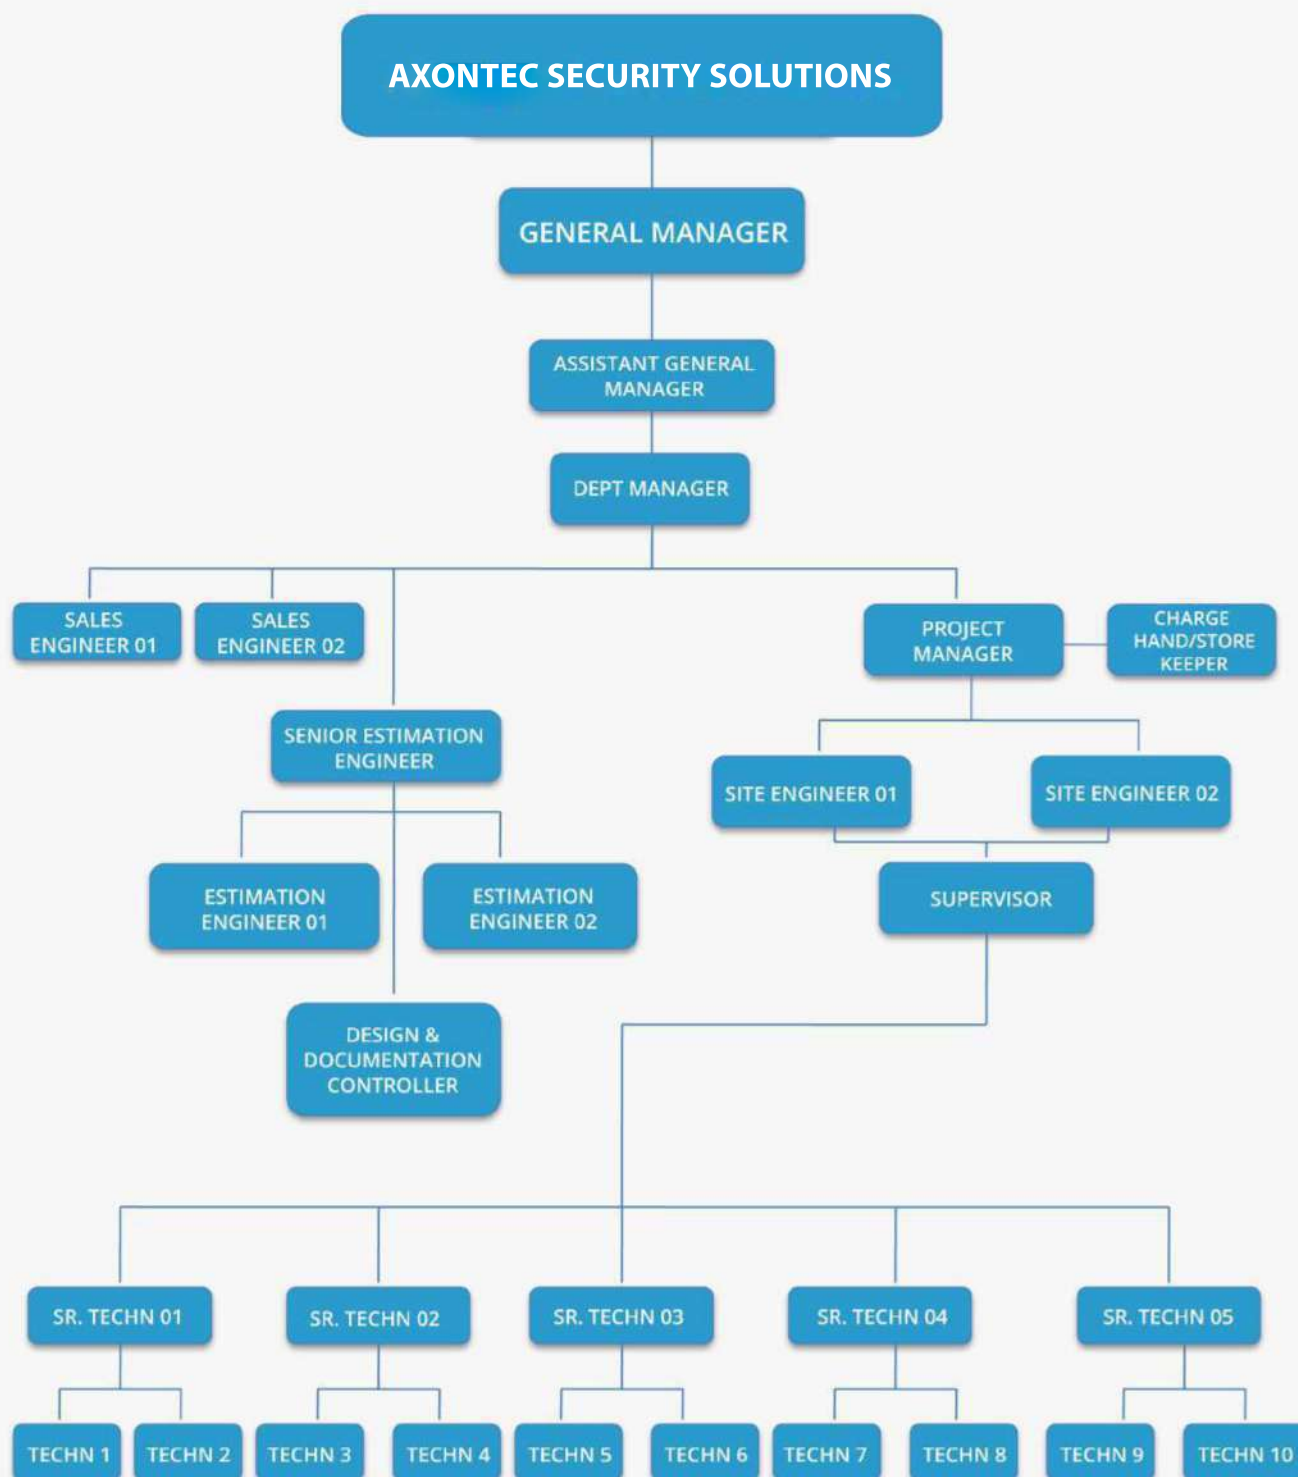 AXONTEC SECURITY SOLUTIONS
GENERAL MANAGER
ASSISTANT GENERAL
MANAGER
DEPT MANAGER
SALES
ENGINEER 01
SALES
ENGINEER 02
PROJECT
MANAGER
CHARGE
HAND/STORE
KEEPER
SENIOR ESTIMATION
ENGINEER
SITE ENGINEER 01
SITE ENGINEER 02
ESTIMATION
ENGINEER 01
ESTIMATION
ENGINEER 02
SUPERVISOR
DESIGN &
DOCUMENTATION
CONTROLLER
SR. TECHN 01
SR. TECHN 02
SR. TECHN 03
SR. TECHN 04
SR. TECHN 05
TECHN 1
TECHN 2
TECHN 3
TECHN 4
TECHN 5
TECHN 6
TECHN 7
TECHN 8
TECHN 9
TECHN 10